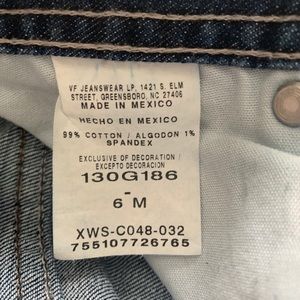 VF JEANSWEAR LP, 1421 S. ELM
STREET, GREENSBORO, NC 27406
MADE IN MEXICO
HECHO EN MEXICO
99% COTTON / ALGODON 1%
SPANDEX
EXCLUSIVE OF DECORATION /
EXCEPTO DECORACION
130G186
-
6 M
XWS-C048-032
755107726765